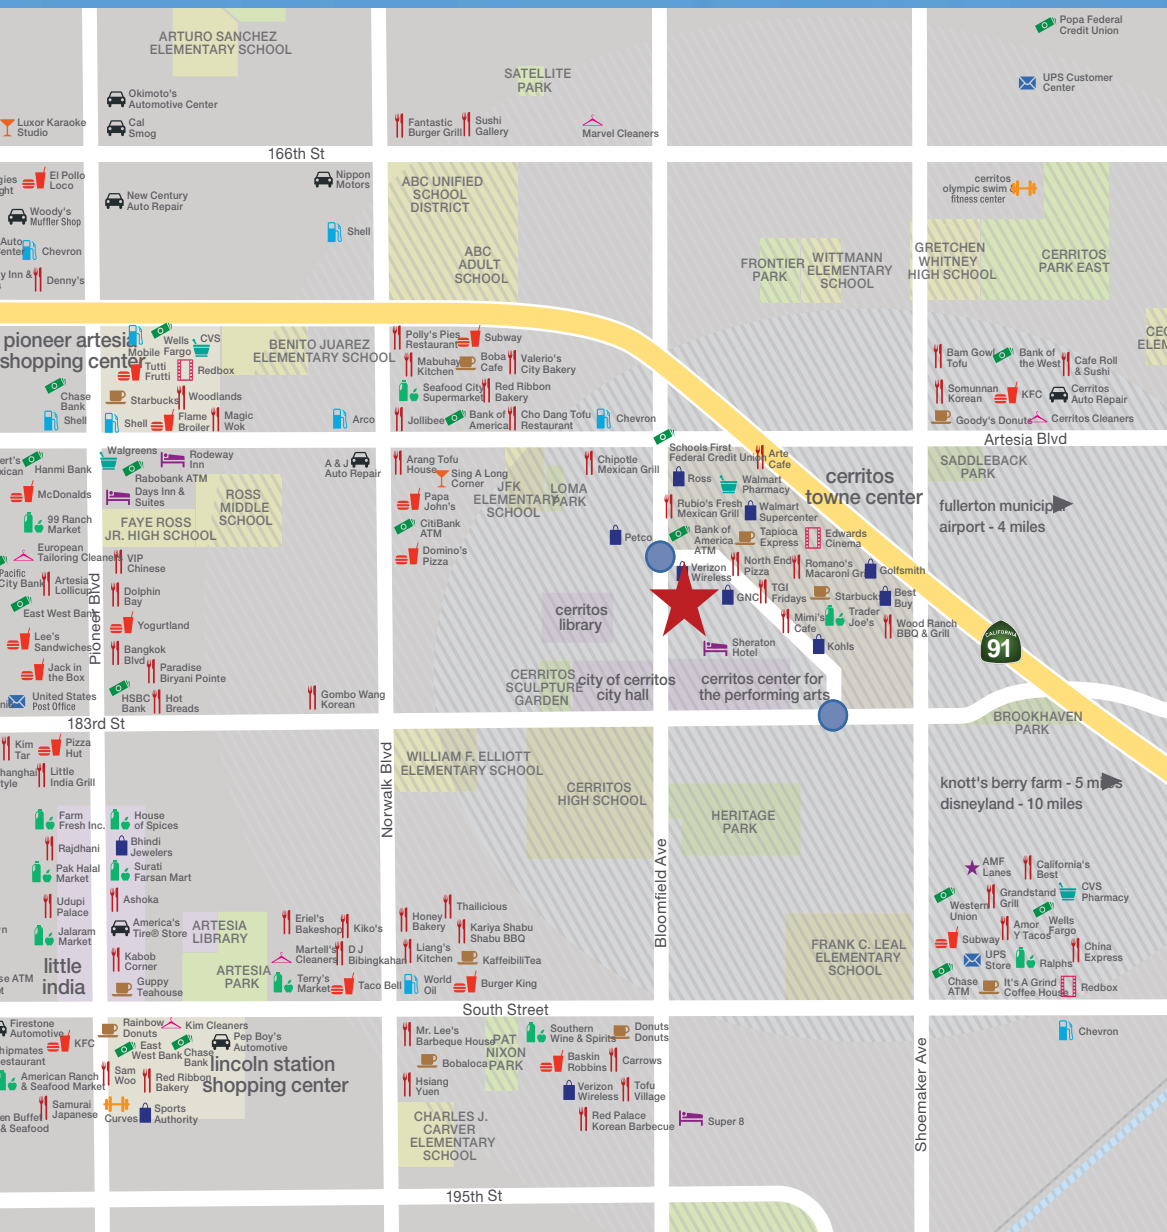 ARTURO SANCHEZ
ELEMENTARY SCHOOL
SATELLITE
PARK
Popa Federal
Credit Union
UPS Customer
Center
Okimoto's
Automotive Center
Cal
Smog
Luxor Karaoke
Studio
Fantastic
Burger Grill
Sushi
Gallery
Marvel Cleaners
166th St
El Pollo
Loco
Woody's
Muffler Shop
Chevron
Denny's
New Century
Auto Repair
Nippon
Motors
Shell
ABC UNIFIED
SCHOOL
DISTRICT
ABC
ADULT
SCHOOL
cerritos
olympic swim &
fitness center
FRONTIER
PARK
WITTMANN
ELEMENTARY
SCHOOL
GRETCHEN
WHITNEY
HIGH SCHOOL
CERRITOS
PARK EAST
pioneer artesia
shopping center
Mobile
Wells
Fargo
CVS
Tutti
Frutti
Redbox
Chase
Bank
Shell
Starbucks
Woodlands
Shell
Flame
Broiler
Magic
Wok
BENITO JUAREZ
ELEMENTARY SCHOOL
Arco
Polly's Pies
Restaurant
Subway
Mabuhay
Kitchen
Boba
Cafe
Valerio's
City Bakery
Seafood City
Supermarket
Red Ribbon
Bakery
Jollibee
Bank of
America
Cho Dang Tofu
Restaurant
Chevron
Bam Gowl
Tofu
Bank of
the West
Cafe Roll
& Sushi
Somunnan
Korean
KFC
Cerritos
Auto Repair
Goody's Donuts
Cerritos Cleaners
Artesia Blvd
Hanmi Bank
Walgreens
Rabobank ATM
Rodeway
Inn
Days Inn &
Suites
McDonalds
99 Ranch
Market
FAYE ROSS
JR. HIGH SCHOOL
ROSS
MIDDLE
SCHOOL
A & J
Auto Repair
Arang Tofu
House
Sing A Long
Corner
Papa
John's
CitiBank
ATM
Domino's
Pizza
JFK
ELEMENTARY
SCHOOL
LOMA
PARK
Chipotle
Mexican Grill
Petco
Schools First
Federal Credit Union
Arte
Cafe
Ross
Walmart
Pharmacy
Rubio's Fresh
Mexican Grill
Walmart
Supercenter
Bank of
America
ATM
Tapioca
Express
Edwards
Cinema
cerritos
towne center
Verizon
Wireless
North End
Pizza
Romano's
Macaroni Gr
Golfsmith
GNC
TGI
Fridays
Starbucks
Best
Buy
Mimi's
Cafe
Trader
Joe's
Wood Ranch
BBQ & Grill
Sheraton
Hotel
Kohls
SADDLEBACK
PARK
fullerton municip
airport - 4 miles
European
Tailoring Cleaners
VIP
Chinese
Pacific
City Bank
Artesia
Lollicup
Dolphin
Bay
East West Bank
Yogurtland
Lee's
Sandwiches
Bangkok
Blvd
Jack in
the Box
Paradise
Biryani Pointe
United States
Post Office
HSBC
Bank
Hot
Breads
Gombo Wang
Korean
Pioneer Blvd
cerritos
library
CERRITOS
SCULPTURE
GARDEN
city of cerritos
city hall
cerritos center for
the performing arts
CALIFORNIA
91
183rd St
BROOKHAVEN
PARK
Kim
Tar
Pizza
Hut
Little
India Grill
Norwalk Blvd
WILLIAM F. ELLIOTT
ELEMENTARY SCHOOL
CERRITOS
HIGH SCHOOL
HERITAGE
PARK
knott's berry farm - 5 miles
disneyland - 10 miles
Farm
Fresh Inc.
House
of Spices
Rajdhani
Bhindi
Jewelers
Pak Halal
Market
Surati
Farsan Mart
Udupi
Palace
Ashoka
Jalaram
Market
America's
Tire® Store
little
india
Kabob
Corner
Guppy
Teahouse
ARTESIA
LIBRARY
ARTESIA
PARK
Eriel's
Bakeshop
Kiko's
Martell's
Cleaners
D J
Bibingkahan
Terry's
Market
Taco Bell
Honey
Bakery
Thailicious
Kariya Shabu
Shabu BBQ
Liang's
Kitchen
KaffeibiliTea
World
Oil
Burger King
Bloomfield Ave
FRANK C. LEAL
ELEMENTARY
SCHOOL
AMF
Lanes
California's
Best
Western
Union
Grandstand
Grill
CVS
Pharmacy
Amor
Y Tacos
Wells
Fargo
Subway
UPS
Store
Ralphs
China
Express
Chase
ATM
It's A Grind
Coffee House
Redbox
South Street
Firestone
Automotive
KFC
Rainbow
Donuts
Kim Cleaners
East
West Bank
Chase
Bank
Pep Boy's
Automotive
American Ranch
& Seafood Market
Sam
Woo
Red Ribbon
Bakery
lincoln station
shopping center
Samurai
Japanese
Curves
Sports
Authority
Mr. Lee's
Barbeque House
Bobaloca
Hsiang
Yuen
PAT
NIXON
PARK
Southern
Wine & Spirits
Donuts
Donuts
Baskin
Robbins
Carrows
Verizon
Wireless
Tofu
Village
Red Palace
Korean Barbecue
Super 8
CHARLES J.
CARVER
ELEMENTARY
SCHOOL
Chevron
Shoemaker Ave
195th St